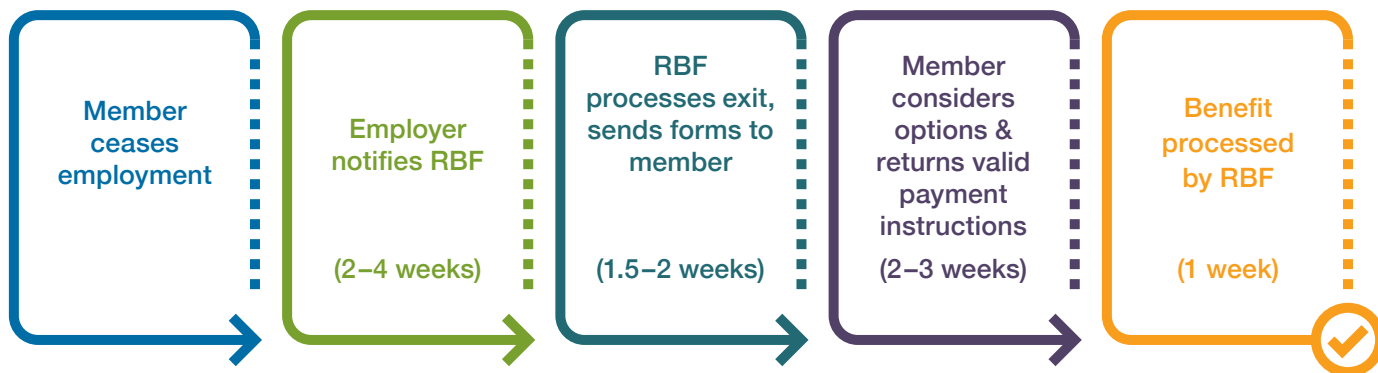 Member
ceases
employment
Employer
notifies RBF
(2–4 weeks)
RBF
processes exit,
sends forms to
member
(1.5–2 weeks)
Member
considers
options &
returns valid
payment
instructions
(2–3 weeks)
Benefit
processed
by RBF
(1 week)